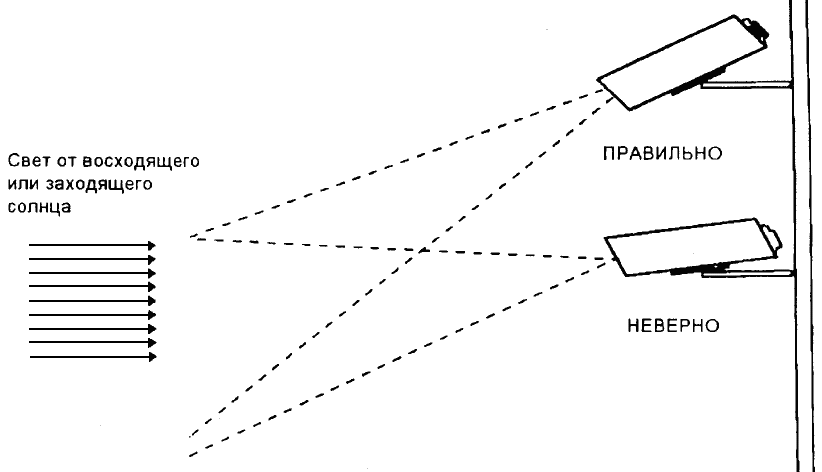 Свет от восходящего
или заходящего
солнца
ПРАВИЛЬНО
НЕВЕРНО